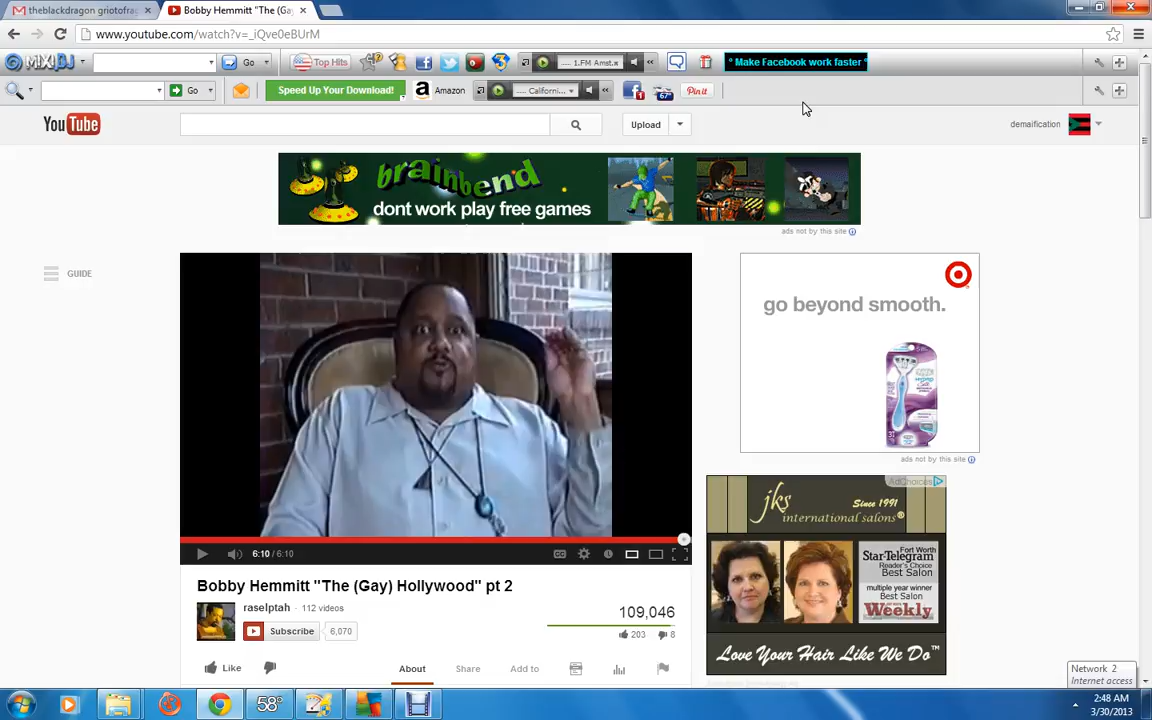 theblackdragon griotofrag
Bobby Hemmitt "The (Ga
www.youtube.com/watch?v=_iQve0eBUrM
MIXIDJ
Go
Top Hits
1.FM Amst.
° Make Facebook work faster °
Go
Speed Up Your Download!
Amazon
Californi...
1
67°
Pin it
YouTube
Upload
demaification
brainbend
dont work play free games
ads not by this site
GUIDE
go beyond smooth.
ads not by this site
AdChoices
jks
Since 1991
international salons®
Fort Worth
Star-Telegram
Reader's Choice
Best Salon
multiple year winner
Best Salon
Weekly
Love Your Hair Like We Do™
6:10 / 6:10
Bobby Hemmitt "The (Gay) Hollywood" pt 2
raselptah · 112 videos
109,046
Subscribe
6,070
203
8
Like
About
Share
Add to
Network 2
Internet access
58°
2:48 AM
3/30/2013